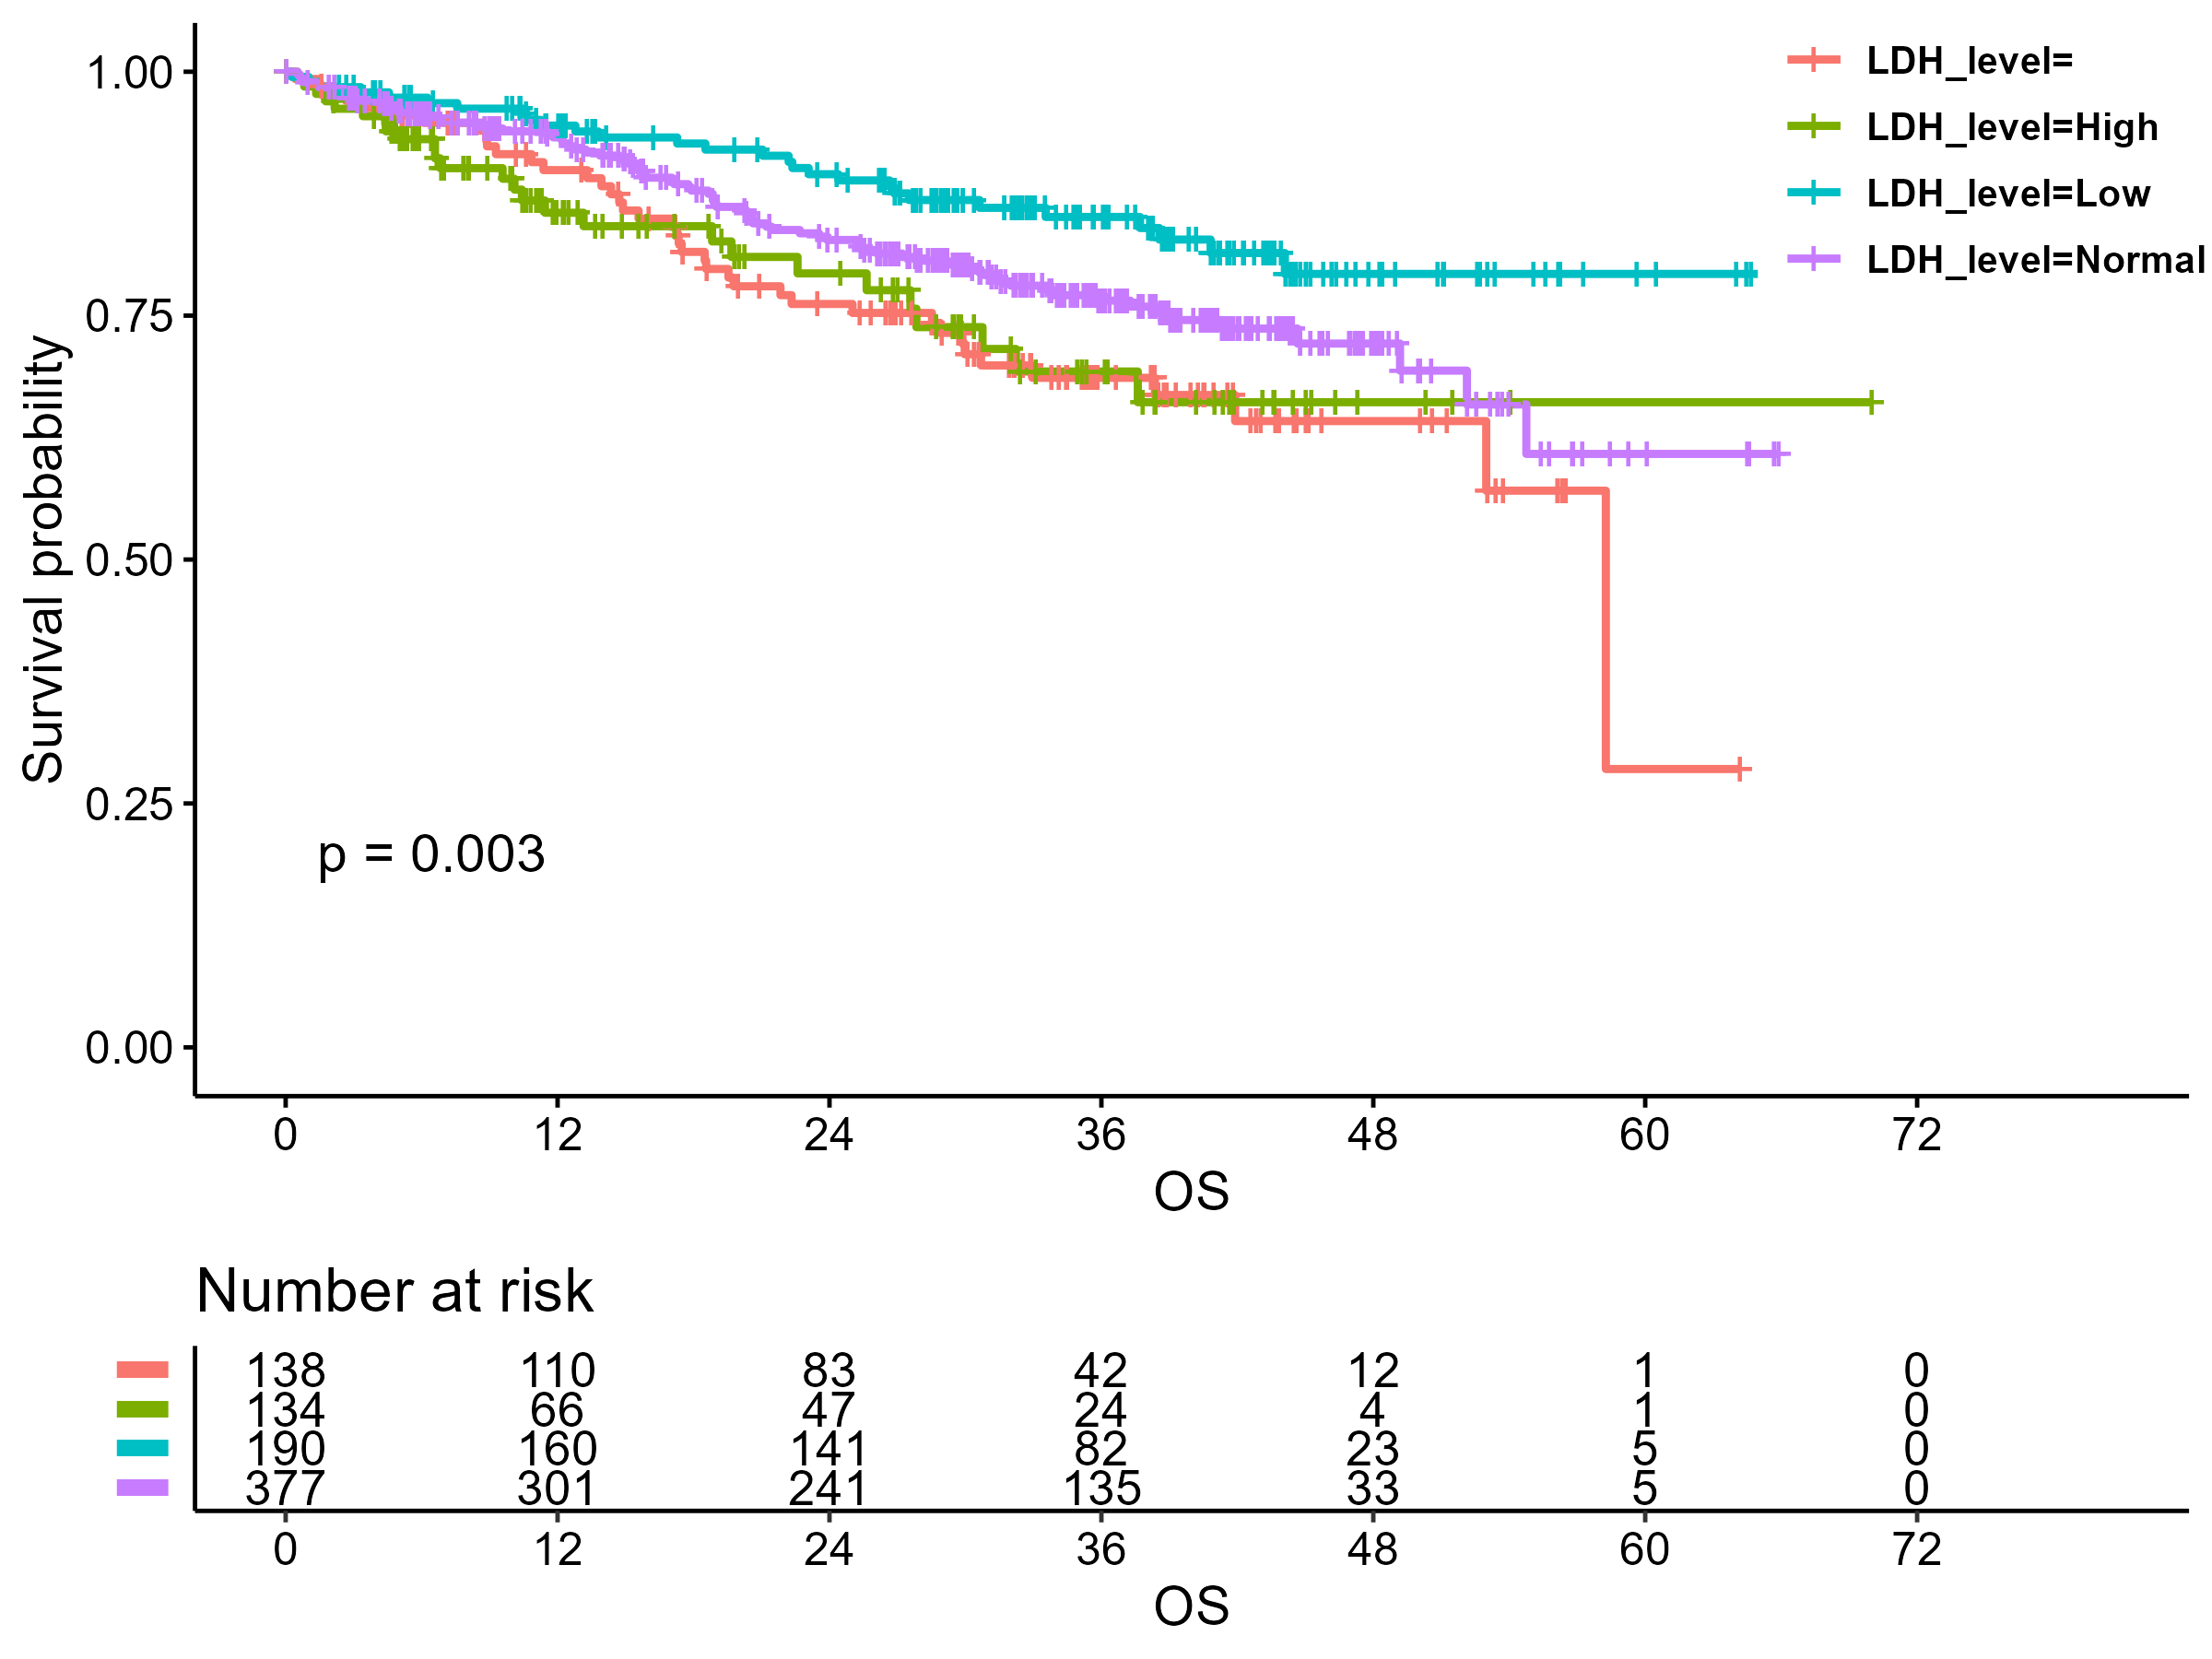 LDH_level=
LDH_level=High
LDH_level=Low
LDH_level=Normal
Survival probability
1.00
0.75
0.50
0.25
0.00
p = 0.003
0 12 24 36 48 60 72
OS
Number at risk
138 110 83 42 12 1 0
134 66 47 24 4 1 0
190 160 141 82 23 5 0
377 301 241 135 33 5 0
0 12 24 36 48 60 72
OS